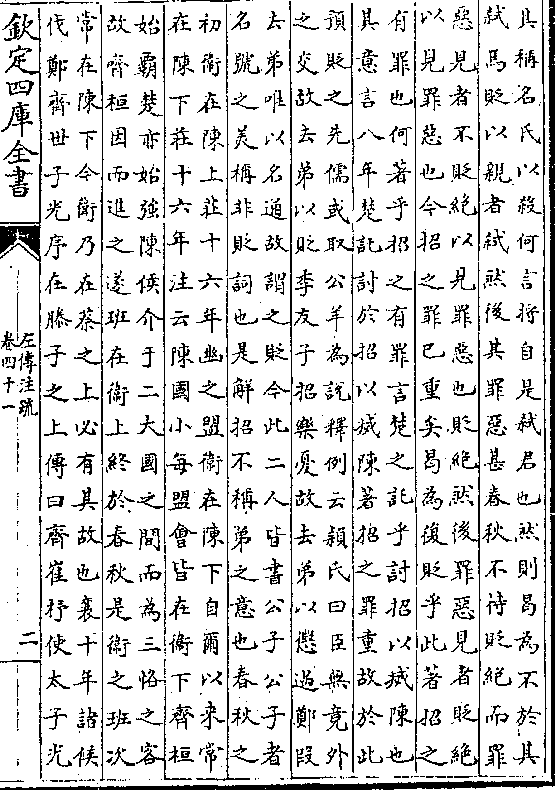 其稱名氏以殺何言將自是弑君也然則曷為不於其
弑焉貶以親者弑然後其罪惡甚春秋不待貶絶而罪
惡見者不貶絶以見罪惡也貶絶然後罪惡見者貶絶
以見罪惡也今招之罪已重矣曷為復貶乎此著招之
有罪也何著乎招之有罪言楚之託乎討招以滅陳也
其意言八年楚託討於招以滅陳著招之罪重故於此
預貶之先儒或取公羊為說釋例云潁氏曰臣無竟外
之交故去弟以貶季友子招樂憂故去弟以懲過鄭段
去弟唯以名通故謂之貶今此二人皆書公子公子者
名號之美稱非貶詞也是解招不稱弟之意也春秋之
初衛在陳上莊十六年幽之盟衛在陳下自爾以來常
在陳下莊十六年注云陳國小每盟會皆在衛下齊桓
始霸楚亦始強陳侯介于二大國之間而為三恪之客
故齊桓因而進之遂班在衛上終於春秋是衛之班次
常在陳下今衛乃在蔡之上必有其故也襄十年諸侯
伐鄭齊世子光序在滕子之上傳曰齊崔杼使太子光
欽定四庫全書
左傳注疏
卷四十一
二